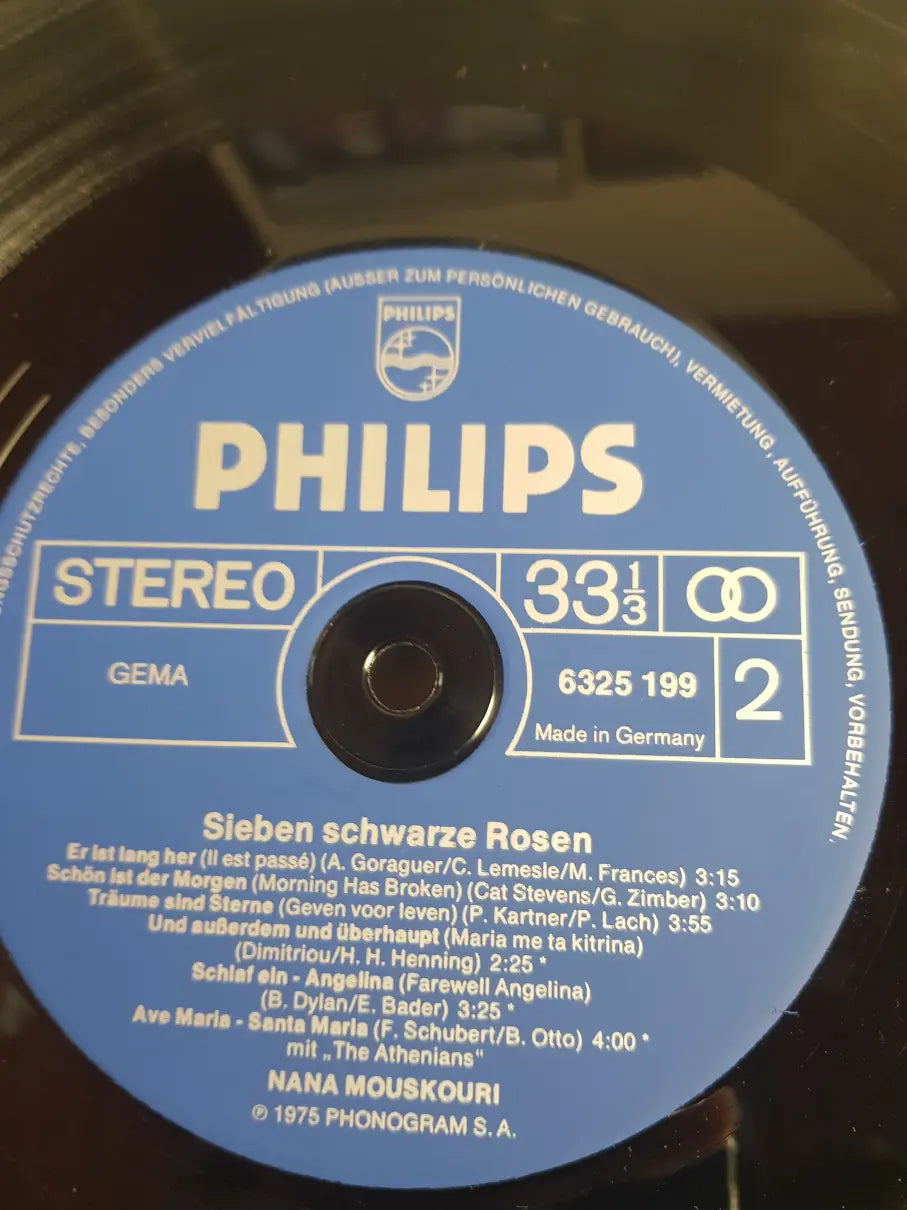 AGSSCHUTZRECHTE, BESONDERS VERVIELFÄLTIGUNG (AUSSER ZUM PERSÖNLICHEN GEBRAUCH), VERMIETUNG, AUFFÜHRUNG, SENDUNG, VORBEHALTEN.
PHILIPS
PHILIPS
STEREO
33 1/3
GEMA
6325 199
2
Made in Germany
Sieben schwarze Rosen
Er ist lang her (Il est passé) (A. Goraguer/C. Lemesle/M. Frances) 3:15
Schön ist der Morgen (Morning Has Broken) (Cat Stevens/G. Zimber) 3:10
Träume sind Sterne (Geven voor leven) (P. Kartner/P. Lach) 3:55
Und außerdem und überhaupt (Maria me ta kitrina)
(Dimitriou/H. H. Henning) 2:25 *
Schlaf ein - Angelina (Farewell Angelina)
(B. Dylan/E. Bader) 3:25 *
Ave Maria - Santa Maria (F. Schubert/B. Otto) 4:00 *
mit „The Athenians"
NANA MOUSKOURI
℗ 1975 PHONOGRAM S. A.